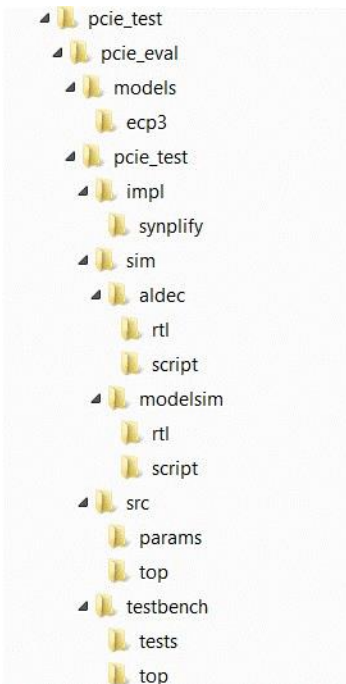 pcie_test
pcie_eval
models
ecp3
pcie_test
impl
synplify
sim
aldec
rtl
script
modelsim
rtl
script
src
params
top
testbench
tests
top